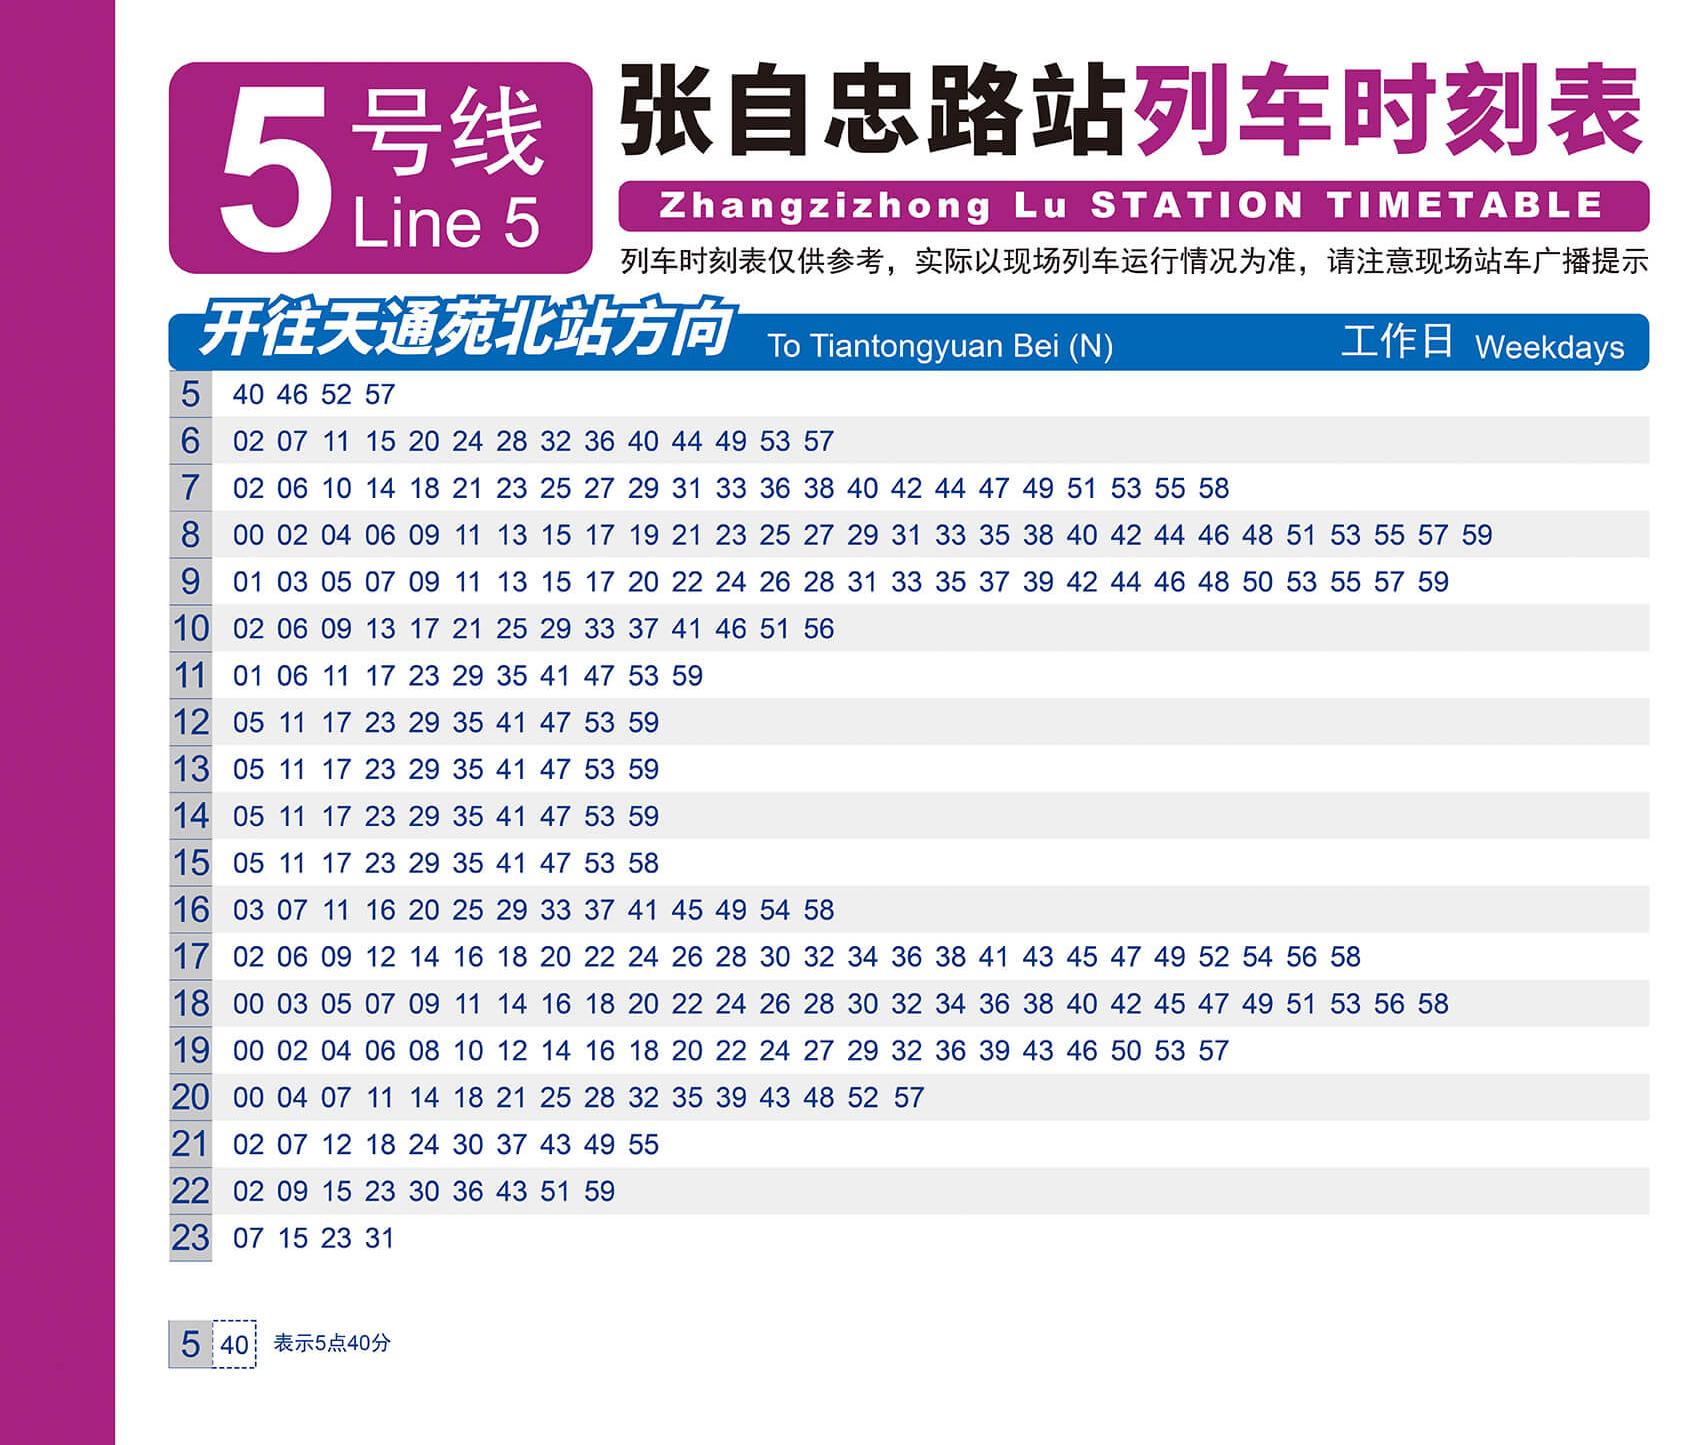 5号线
Line 5
张自忠路站列车时刻表
Zhangzizhong Lu STATION TIMETABLE
列车时刻表仅供参考，实际以现场列车运行情况为准，请注意现场站车广播提示
开往天通苑北站方向 To Tiantongyuan Bei (N) 工作日 Weekdays
5 40 46 52 57
6 02 07 11 15 20 24 28 32 36 40 44 49 53 57
7 02 06 10 14 18 21 23 25 27 29 31 33 36 38 40 42 44 47 49 51 53 55 58
8 00 02 04 06 09 11 13 15 17 19 21 23 25 27 29 31 33 35 38 40 42 44 46 48 51 53 55 57 59
9 01 03 05 07 09 11 13 15 17 20 22 24 26 28 31 33 35 37 39 42 44 46 48 50 53 55 57 59
10 02 06 09 13 17 21 25 29 33 37 41 46 51 56
11 01 06 11 17 23 29 35 41 47 53 59
12 05 11 17 23 29 35 41 47 53 59
13 05 11 17 23 29 35 41 47 53 59
14 05 11 17 23 29 35 41 47 53 59
15 05 11 17 23 29 35 41 47 53 58
16 03 07 11 16 20 25 29 33 37 41 45 49 54 58
17 02 06 09 12 14 16 18 20 22 24 26 28 30 32 34 36 38 41 43 45 47 49 52 54 56 58
18 00 03 05 07 09 11 14 16 18 20 22 24 26 28 30 32 34 36 38 40 42 45 47 49 51 53 56 58
19 00 02 04 06 08 10 12 14 16 18 20 22 24 27 29 32 36 39 43 46 50 53 57
20 00 04 07 11 14 18 21 25 28 32 35 39 43 48 52 57
21 02 07 12 18 24 30 37 43 49 55
22 02 09 15 23 30 36 43 51 59
23 07 15 23 31
5 40 表示5点40分